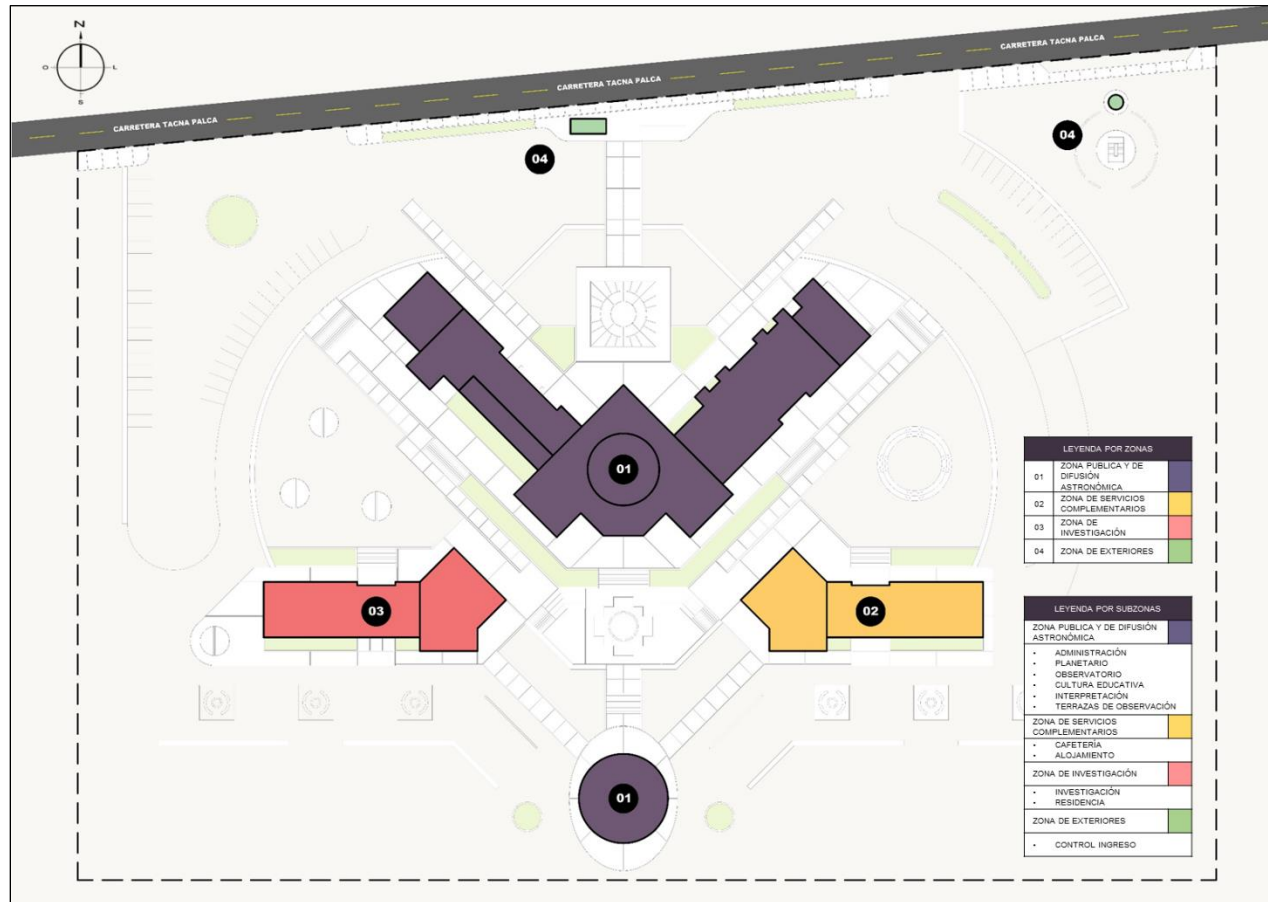 N
O
L
S
CARRETERA TACNA PALCA
CARRETERA TACNA PALCA
CARRETERA TACNA PALCA
04
04
01
03
02
01
LEYENDA POR ZONAS
01
ZONA PUBLICA Y DE
DIFUSIÓN
ASTRONÓMICA
02
ZONA DE SERVICIOS
COMPLEMENTARIOS
03
ZONA DE
INVESTIGACIÓN
04
ZONA DE EXTERIORES
LEYENDA POR SUBZONAS
ZONA PUBLICA Y DE DIFUSIÓN
ASTRONÓMICA
• ADMINISTRACIÓN
• PLANETARIO
• OBSERVATORIO
• CULTURA EDUCATIVA
• INTERPRETACIÓN
• TERRAZAS DE OBSERVACIÓN
ZONA DE SERVICIOS
COMPLEMENTARIOS
• CAFETERÍA
• ALOJAMIENTO
ZONA DE INVESTIGACIÓN
• INVESTIGACIÓN
• RESIDENCIA
ZONA DE EXTERIORES
• CONTROL INGRESO